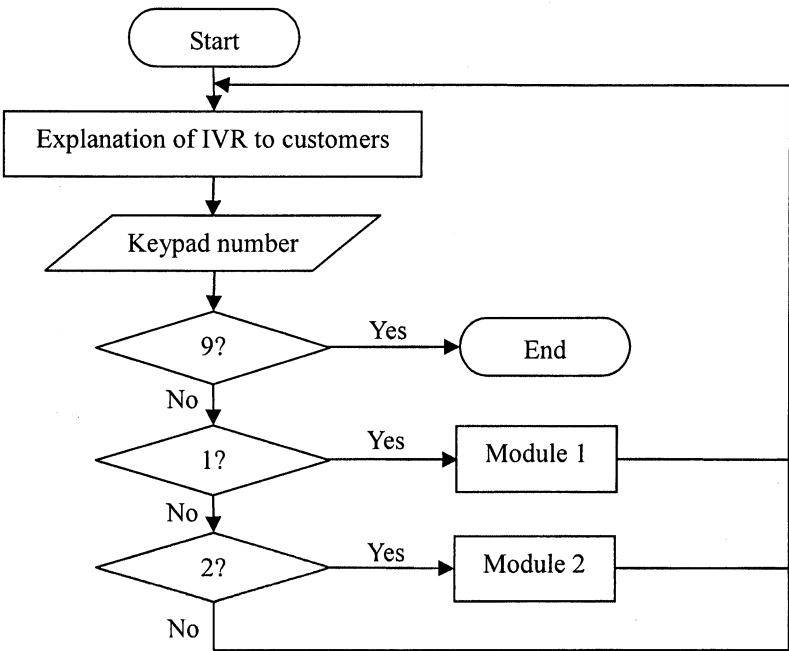 Start
Explanation of IVR to customers
Keypad number
9?
Yes
End
No
1?
Yes
Module 1
No
2?
Yes
Module 2
No